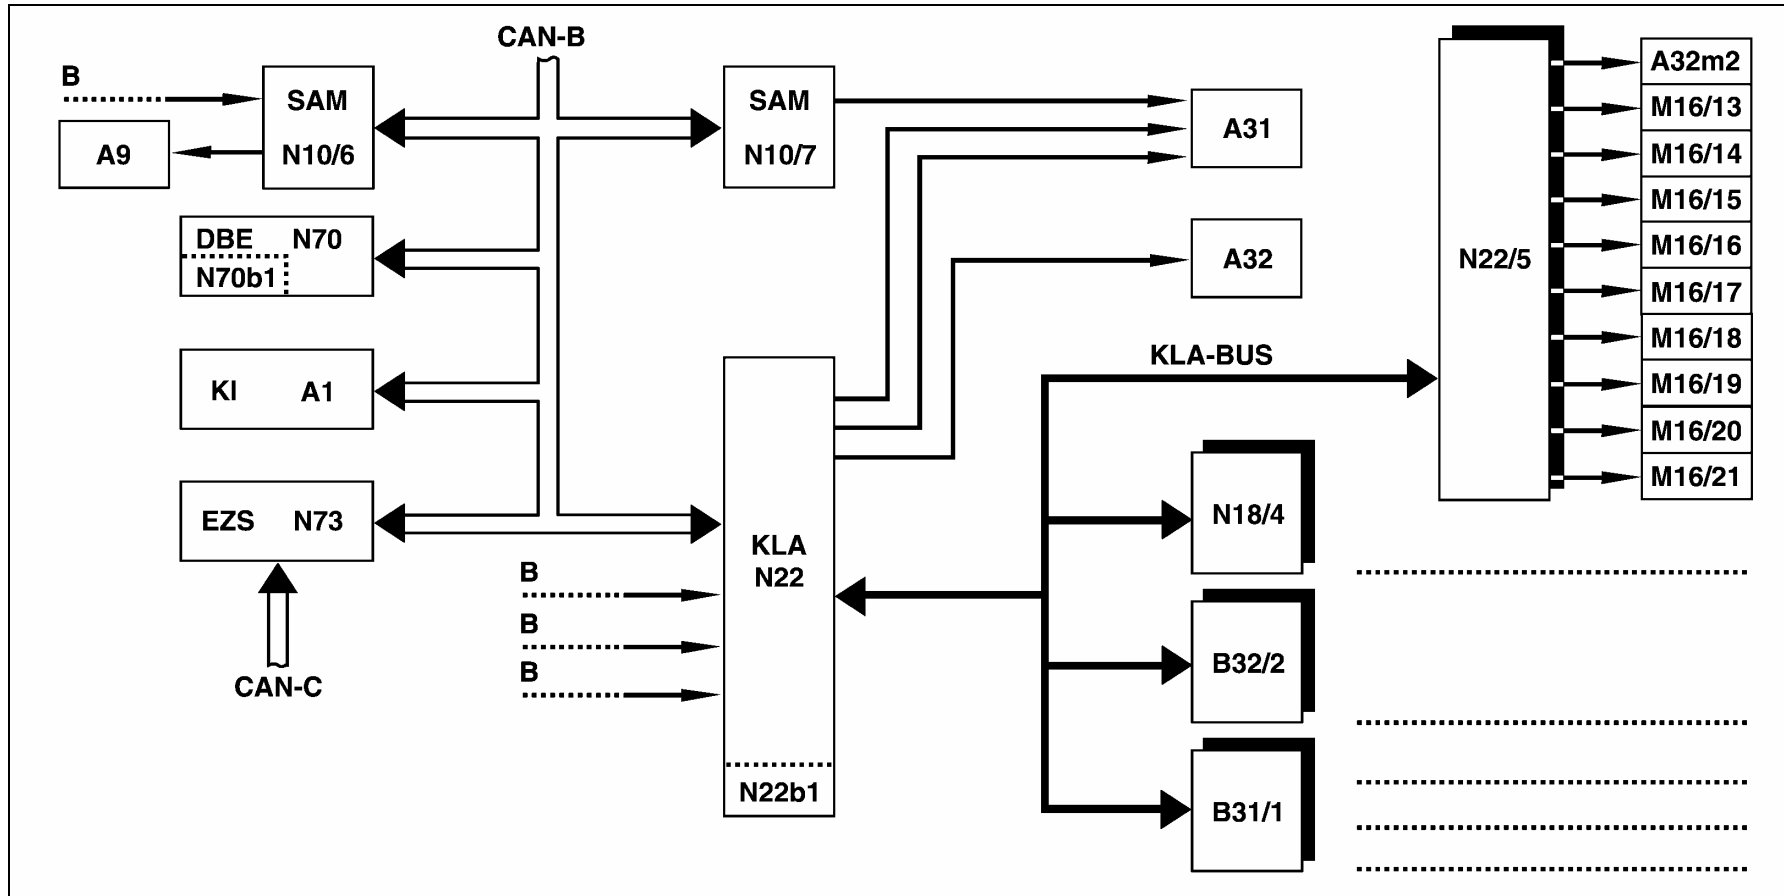 CAN-B
B
SAM
N10/6
A9
SAM
N10/7
A31
DBE N70
N70b1
A32
KI A1
EZS N73
CAN-C
KLA
N22
B
B
B
N22b1
KLA-BUS
N18/4
B32/2
B31/1
N22/5
A32m2
M16/13
M16/14
M16/15
M16/16
M16/17
M16/18
M16/19
M16/20
M16/21